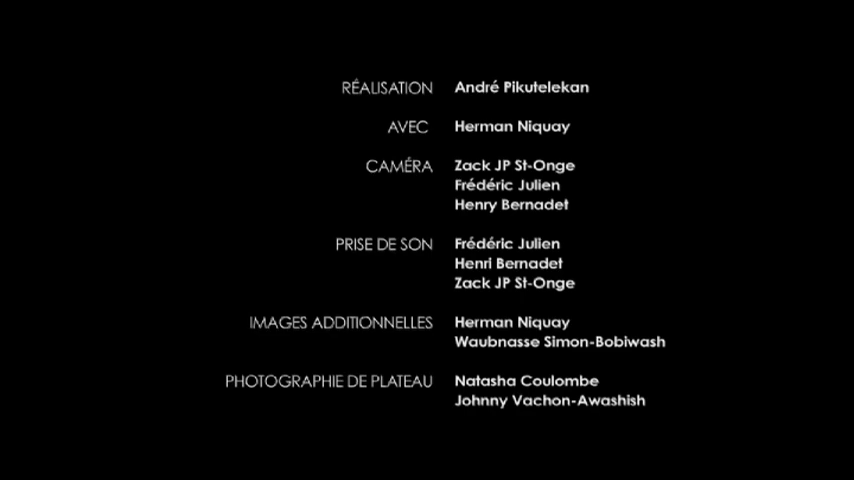 RÉALISATION André Pikutelekan
AVEC Herman Niquay
CAMÉRA Zack JP St-Onge
Frédéric Julien
Henry Bernadet
PRISE DE SON Frédéric Julien
Henri Bernadet
Zack JP St-Onge
IMAGES ADDITIONNELLES Herman Niquay
Waubnasse Simon-Bobiwash
PHOTOGRAPHIE DE PLATEAU Natasha Coulombe
Johnny Vachon-Awashish